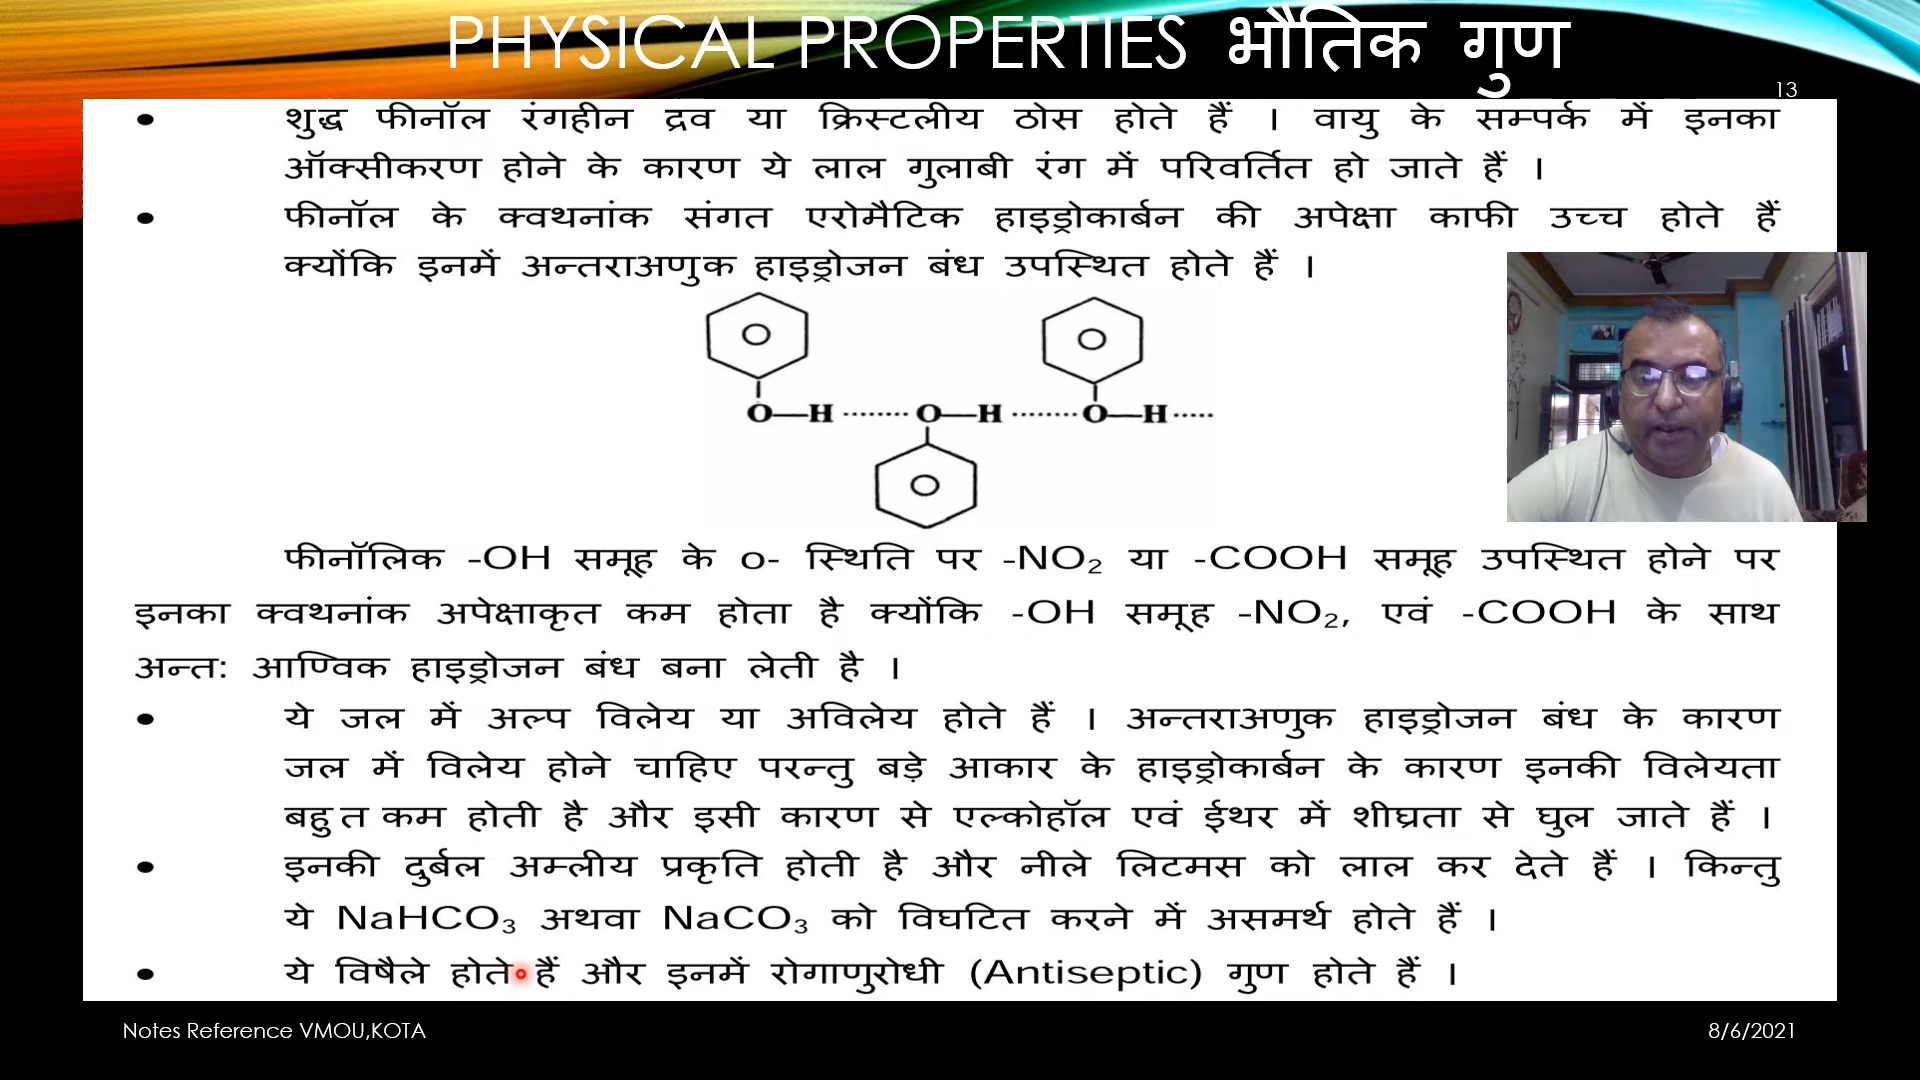 PHYSICAL PROPERTIES भौतिक गुण
13
• शुद्ध फीनॉल रंगहीन द्रव या क्रिस्टलीय ठोस होते हैं । वायु के सम्पर्क में इनका
ऑक्सीकरण होने के कारण ये लाल गुलाबी रंग में परिवर्तित हो जाते हैं ।
• फीनॉल के क्वथनांक संगत एरोमैटिक हाइड्रोकार्बन की अपेक्षा काफी उच्च होते हैं
क्योंकि इनमें अन्तराअणुक हाइड्रोजन बंध उपस्थित होते हैं ।
O—H ........ O—H ........ O—H .....
फीनॉलिक -OH समूह के o- स्थिति पर -NO₂ या -COOH समूह उपस्थित होने पर
इनका क्वथनांक अपेक्षाकृत कम होता है क्योंकि -OH समूह -NO₂, एवं -COOH के साथ
अन्त: आण्विक हाइड्रोजन बंध बना लेती है ।
• ये जल में अल्प विलेय या अविलेय होते हैं । अन्तराअणुक हाइड्रोजन बंध के कारण
जल में विलेय होने चाहिए परन्तु बड़े आकार के हाइड्रोकार्बन के कारण इनकी विलेयता
बहुत कम होती है और इसी कारण से एल्कोहॉल एवं ईथर में शीघ्रता से घुल जाते हैं ।
• इनकी दुर्बल अम्लीय प्रकृति होती है और नीले लिटमस को लाल कर देते हैं । किन्तु
ये NaHCO₃ अथवा NaCO₃ को विघटित करने में असमर्थ होते हैं ।
• ये विषैले होते हैं और इनमें रोगाणुरोधी (Antiseptic) गुण होते हैं ।
Notes Reference VMOU,KOTA
8/6/2021